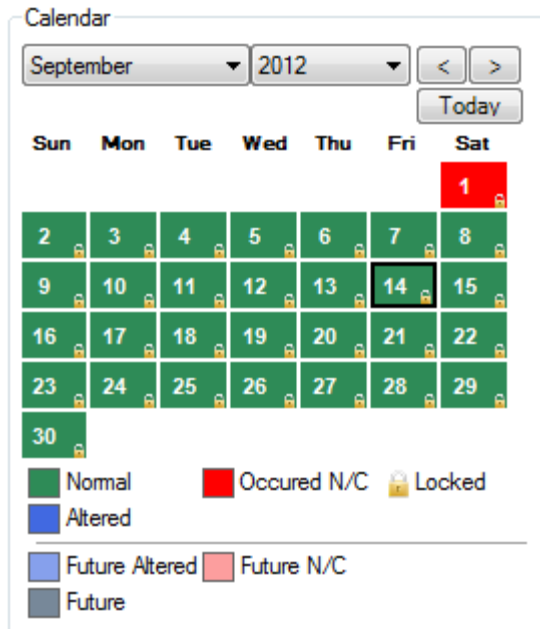 Calendar
September 2012 < >
Today
Sun Mon Tue Wed Thu Fri Sat
1
2 3 4 5 6 7 8
9 10 11 12 13 14 15
16 17 18 19 20 21 22
23 24 25 26 27 28 29
30
Normal Occured N/C Locked
Altered
Future Altered Future N/C
Future